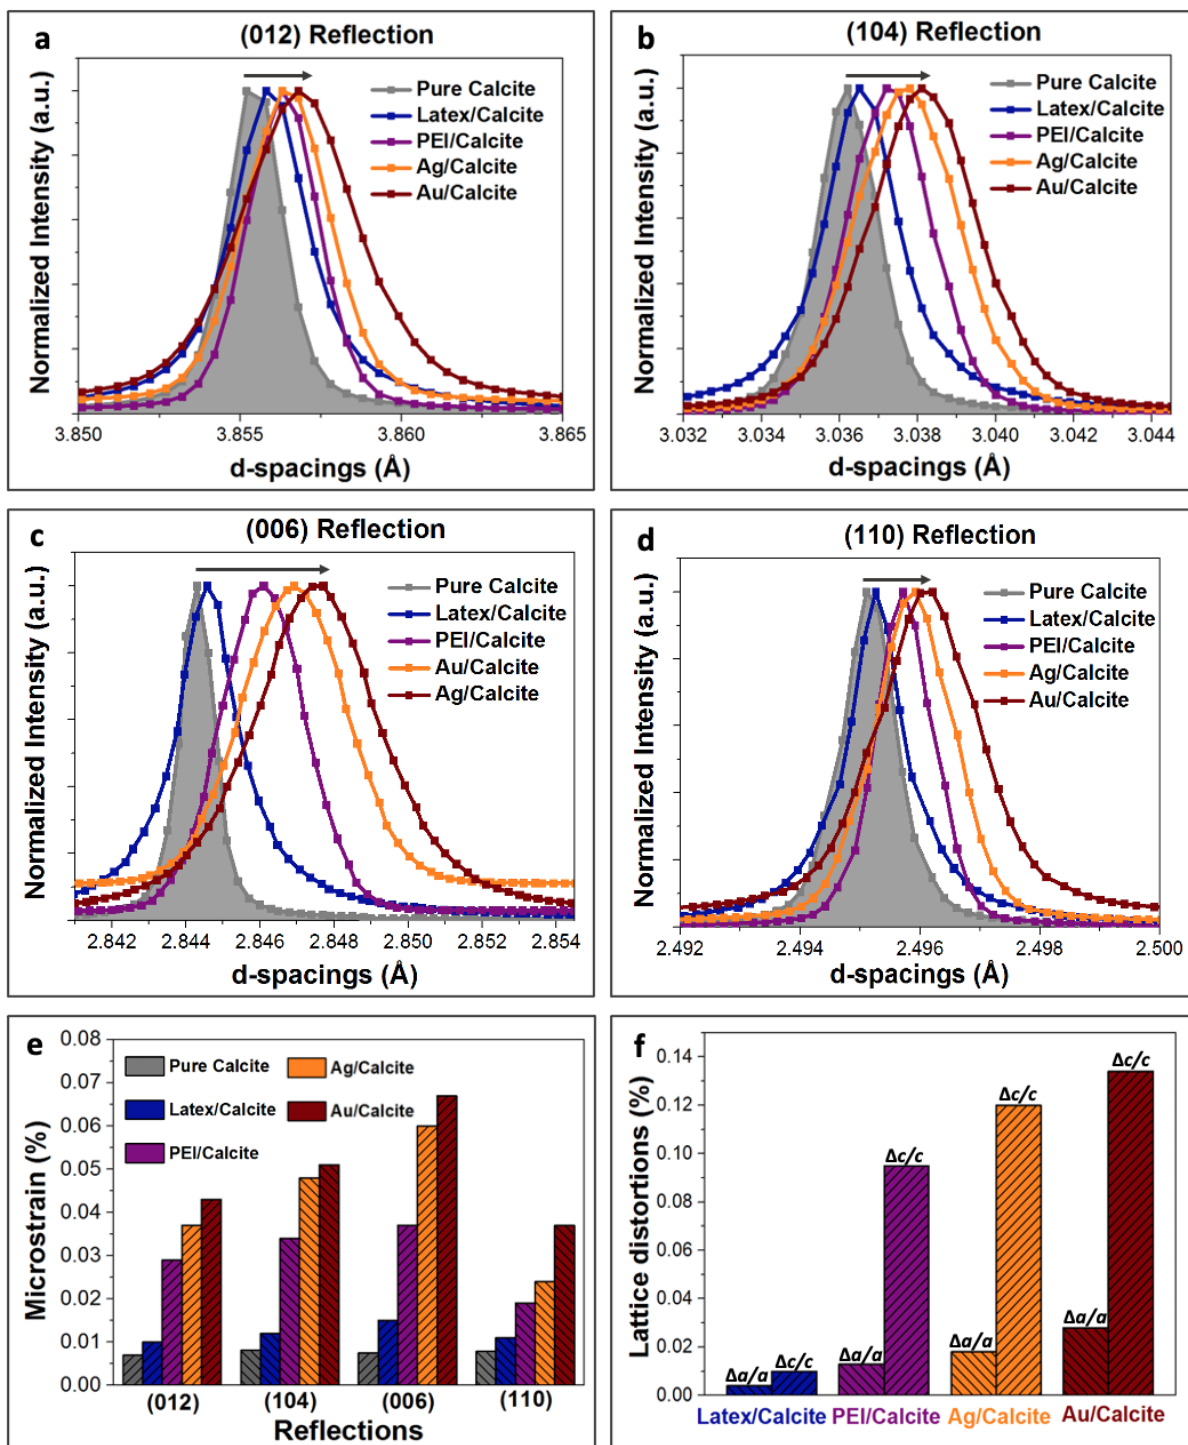 a
(012) Reflection
Normalized Intensity (a.u.)
Pure Calcite
Latex/Calcite
PEI/Calcite
Ag/Calcite
Au/Calcite
3.850 3.855 3.860 3.865
d-spacings (Å)
b
(104) Reflection
Normalized Intensity (a.u.)
Pure Calcite
Latex/Calcite
PEI/Calcite
Ag/Calcite
Au/Calcite
3.032 3.034 3.036 3.038 3.040 3.042 3.044
d-spacings (Å)
c
(006) Reflection
Normalized Intensity (a.u.)
Pure Calcite
Latex/Calcite
PEI/Calcite
Au/Calcite
Ag/Calcite
2.842 2.844 2.846 2.848 2.850 2.852 2.854
d-spacings (Å)
d
(110) Reflection
Normalized Intensity (a.u.)
Pure Calcite
Latex/Calcite
PEI/Calcite
Ag/Calcite
Au/Calcite
2.492 2.494 2.496 2.498 2.500
d-spacings (Å)
e
Microstrain (%)
0.08
0.07
0.06
0.05
0.04
0.03
0.02
0.01
0.00
Pure Calcite
Latex/Calcite
PEI/Calcite
Ag/Calcite
Au/Calcite
(012) (104) (006) (110)
Reflections
f
Lattice distortions (%)
0.14
0.12
0.10
0.08
0.06
0.04
0.02
0.00
Δa/a Δc/c
Δa/a Δc/c
Δa/a Δc/c
Δa/a Δc/c
Latex/Calcite PEI/Calcite Ag/Calcite Au/Calcite